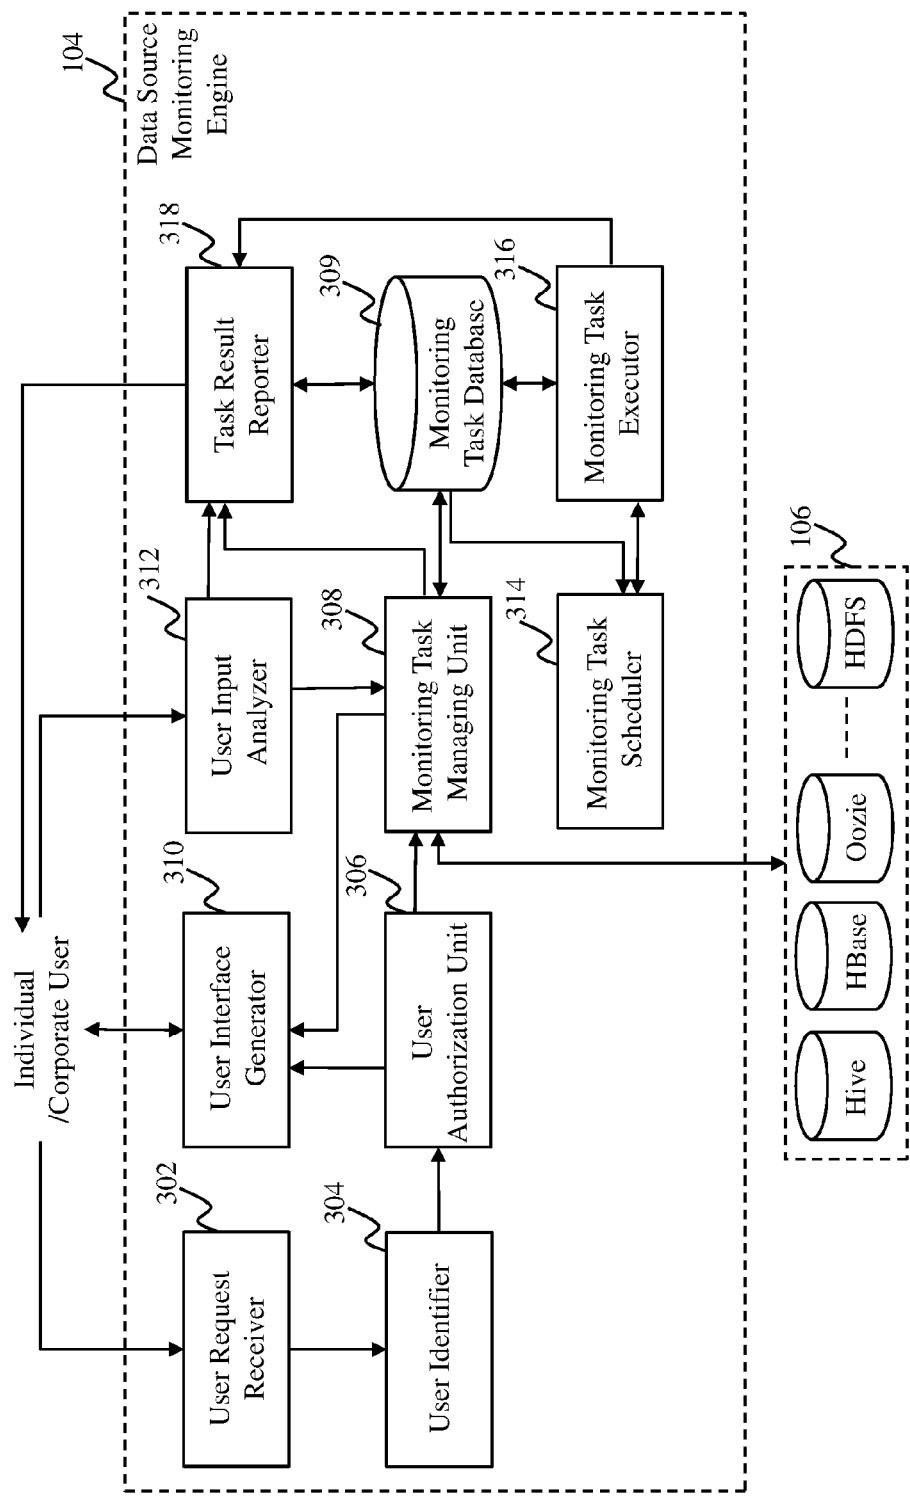 Individual
/Corporate User
104
Data Source
Monitoring
Engine
302
User Request
Receiver
310
User Interface
Generator
312
User Input
Analyzer
318
Task Result
Reporter
304
User Identifier
306
User
Authorization Unit
308
Monitoring Task
Managing Unit
309
Monitoring
Task Database
314
Monitoring Task
Scheduler
316
Monitoring Task
Executor
106
Hive
HBase
Oozie
HDFS